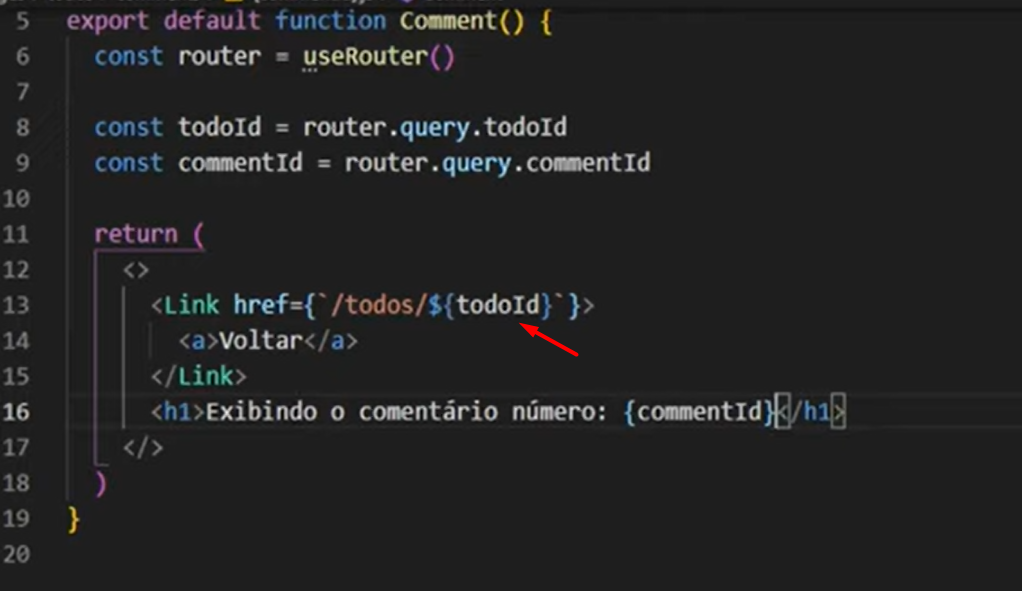 5 export default function Comment() {
6 const router = useRouter()
7
8 const todoId = router.query.todoId
9 const commentId = router.query.commentId
10
11 return (
12 <>
13 <Link href={`/todos/${todoId}`}>
14 <a>Voltar</a>
15 </Link>
16 <h1>Exibindo o comentário número: {commentId}</h1>
17 </>
18 )
19 }
20